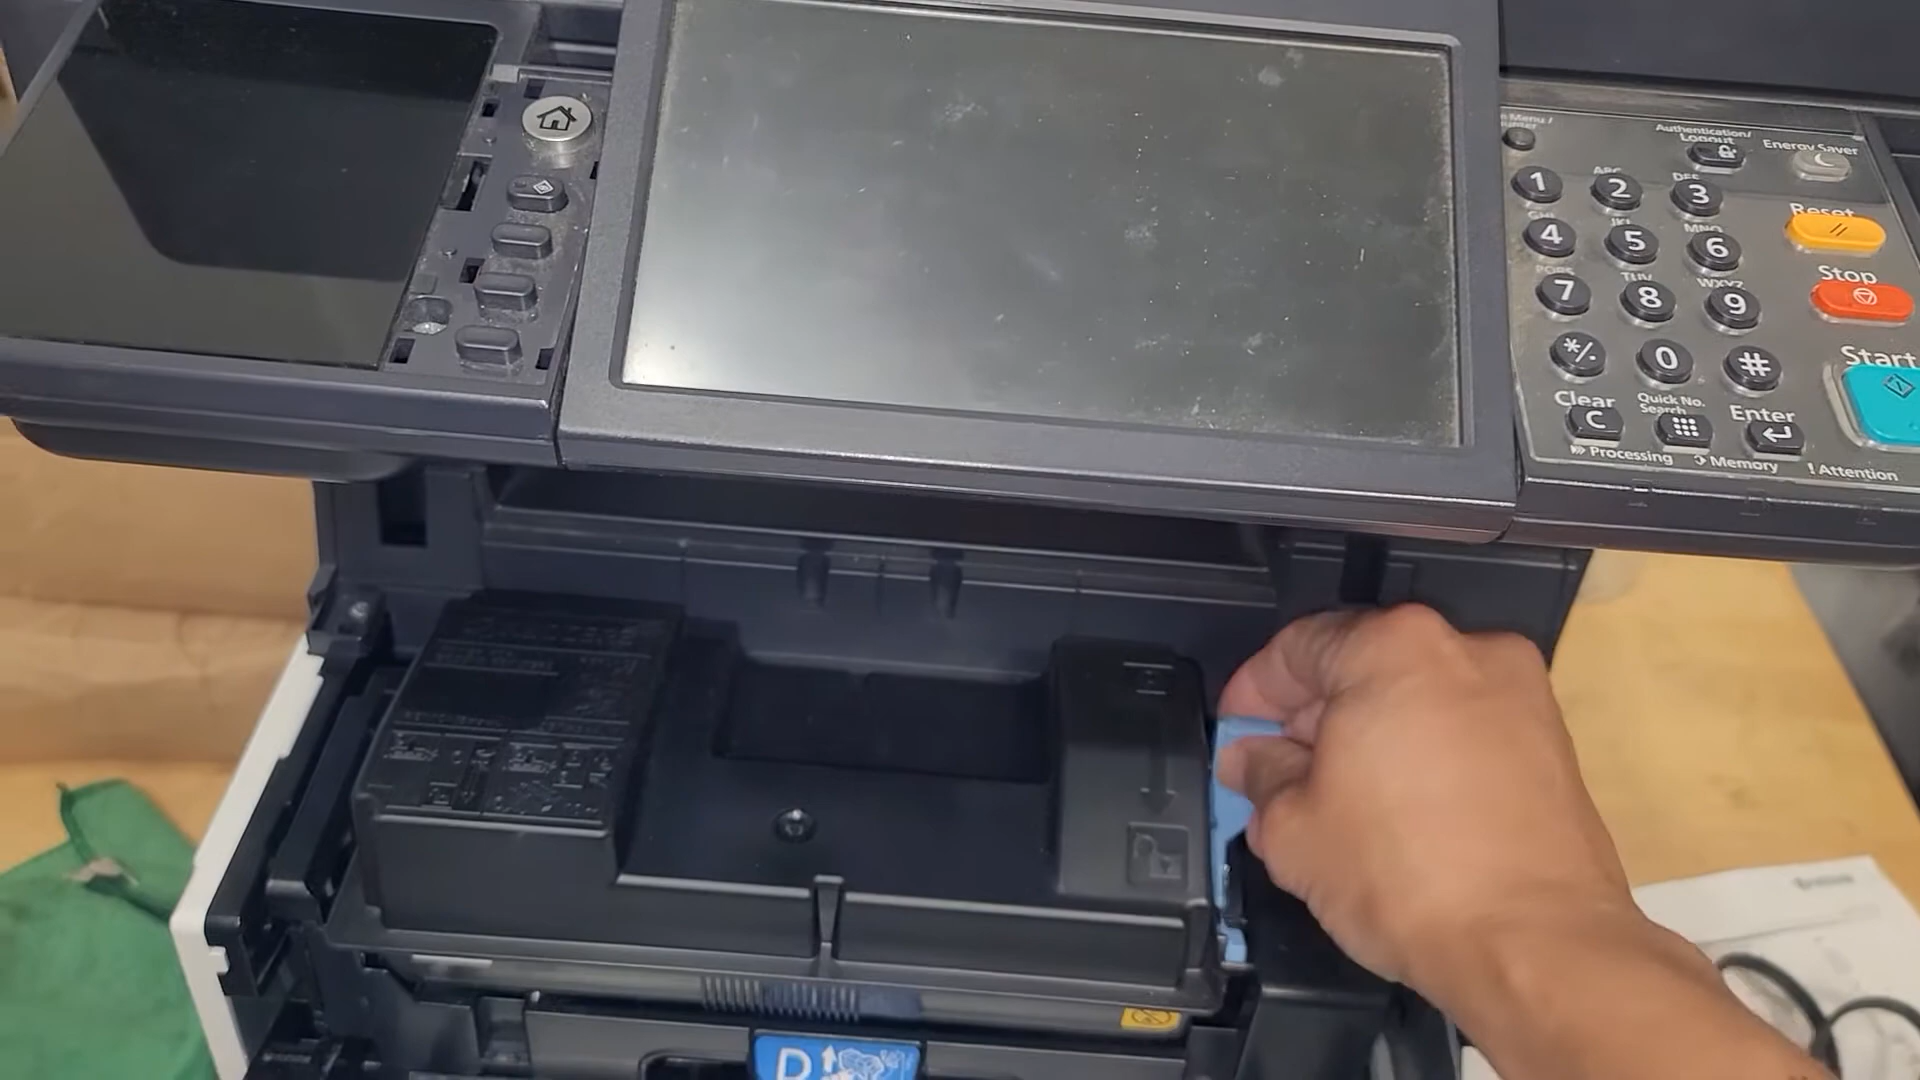 Authentication/
Logout
Energy Saver
1
ABC
2
DEF
3
Reset
GHI
4
JKL
5
MNO
6
Stop
PQRS
7
TUV
8
WXYZ
9
*/.
0
#
Start
Clear
C
Quick No.
Search
Enter
Processing
Memory
! Attention
D